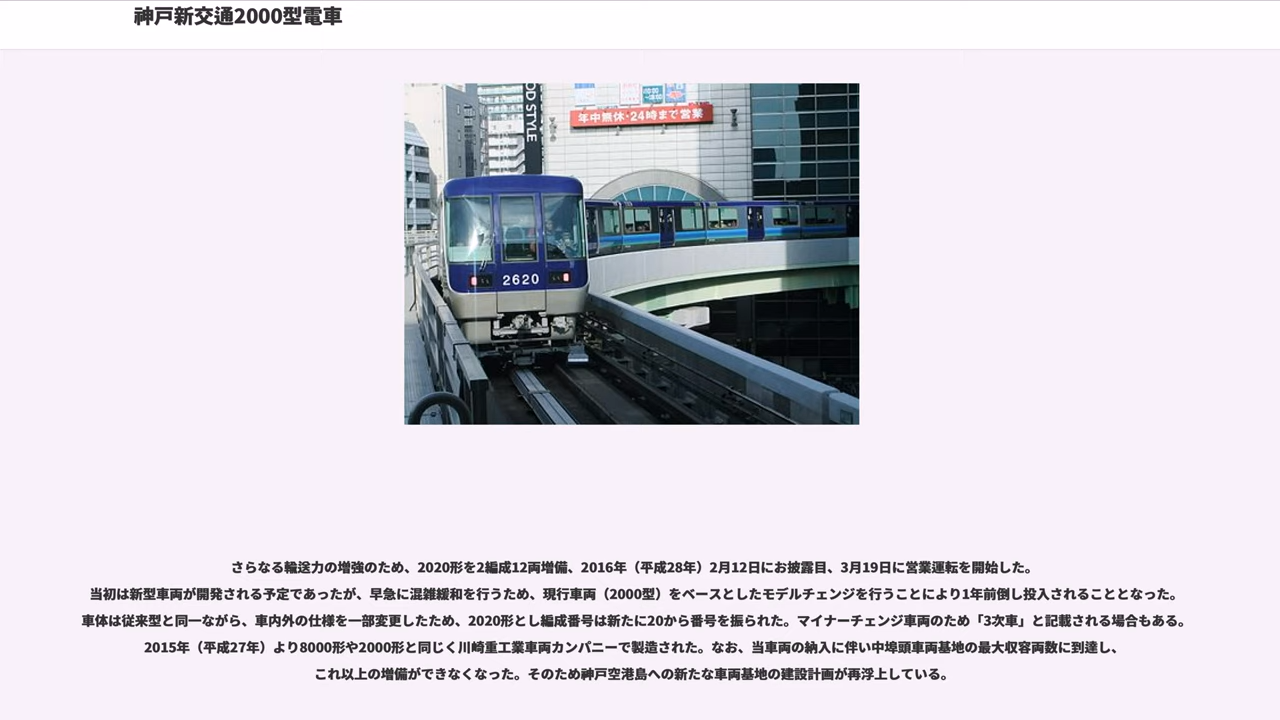 神戸新交通2000型電車
OD STYLE
年中無休・24時まで営業
2620
さらなる輸送力の増強のため、2020形を2編成12両増備、2016年（平成28年）2月12日にお披露目、3月19日に営業運転を開始した。
当初は新型車両が開発される予定であったが、早急に混雑緩和を行うため、現行車両（2000型）をベースとしたモデルチェンジを行うことにより1年前倒し投入されることとなった。
車体は従来型と同一ながら、車内外の仕様を一部変更したため、2020形とし編成番号は新たに20から番号を振られた。マイナーチェンジ車両のため「3次車」と記載される場合もある。
2015年（平成27年）より8000形や2000形と同じく川崎重工業車両カンパニーで製造された。なお、当車両の納入に伴い中埠頭車両基地の最大収容両数に到達し、
これ以上の増備ができなくなった。そのため神戸空港島への新たな車両基地の建設計画が再浮上している。